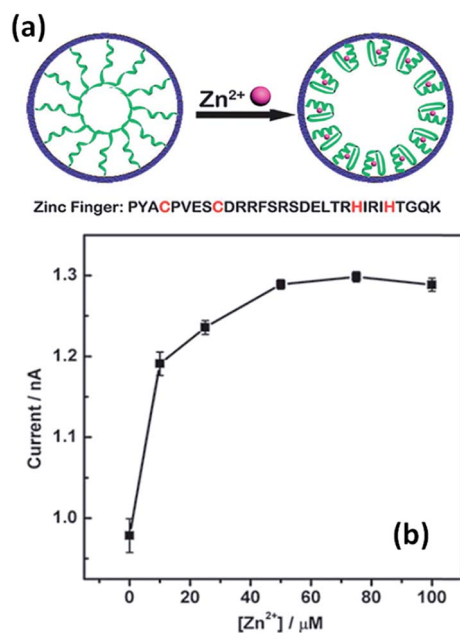 (a)
Zn²⁺
Zinc Finger: PYACPVESCDRRFSRSDELTRHIRIHTGQK
1.3
1.2
1.1
1.0
Current / nA
(b)
0 20 40 60 80 100
[Zn²⁺] / μM